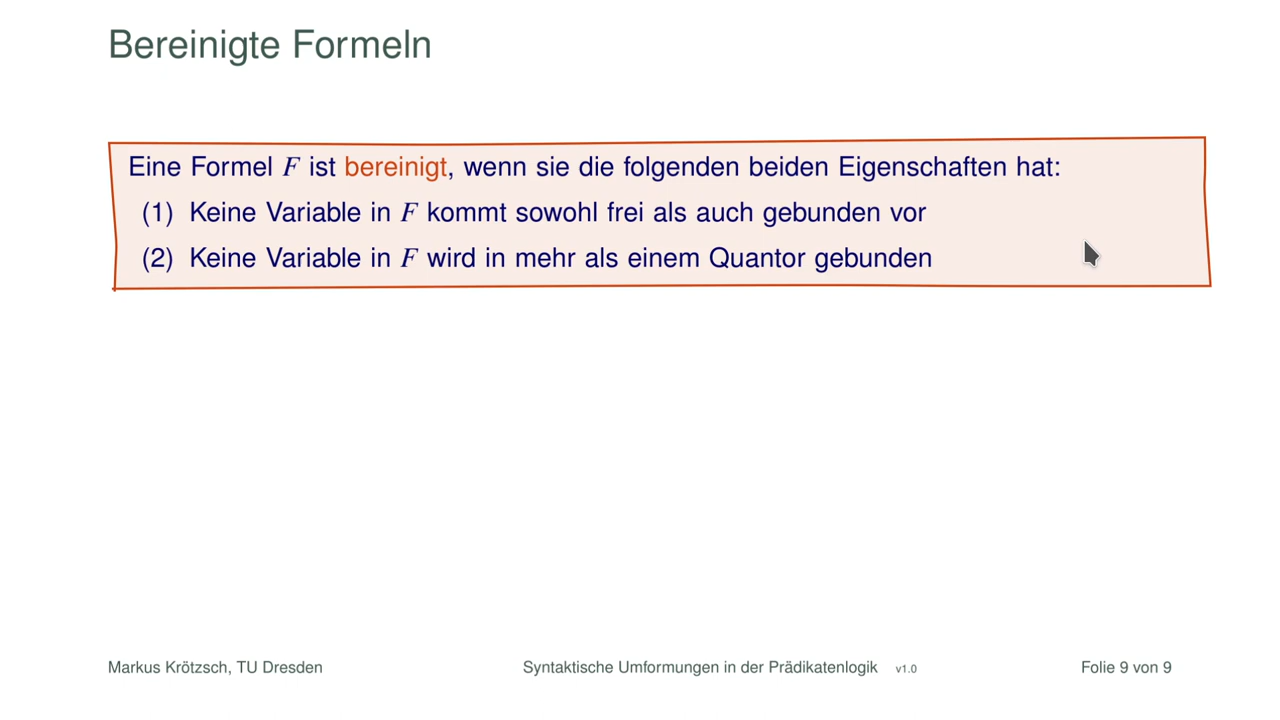 Bereinigte Formeln
Eine Formel F ist bereinigt, wenn sie die folgenden beiden Eigenschaften hat:
(1) Keine Variable in F kommt sowohl frei als auch gebunden vor
(2) Keine Variable in F wird in mehr als einem Quantor gebunden
Markus Krötzsch, TU Dresden Syntaktische Umformungen in der Prädikatenlogik v1.0 Folie 9 von 9